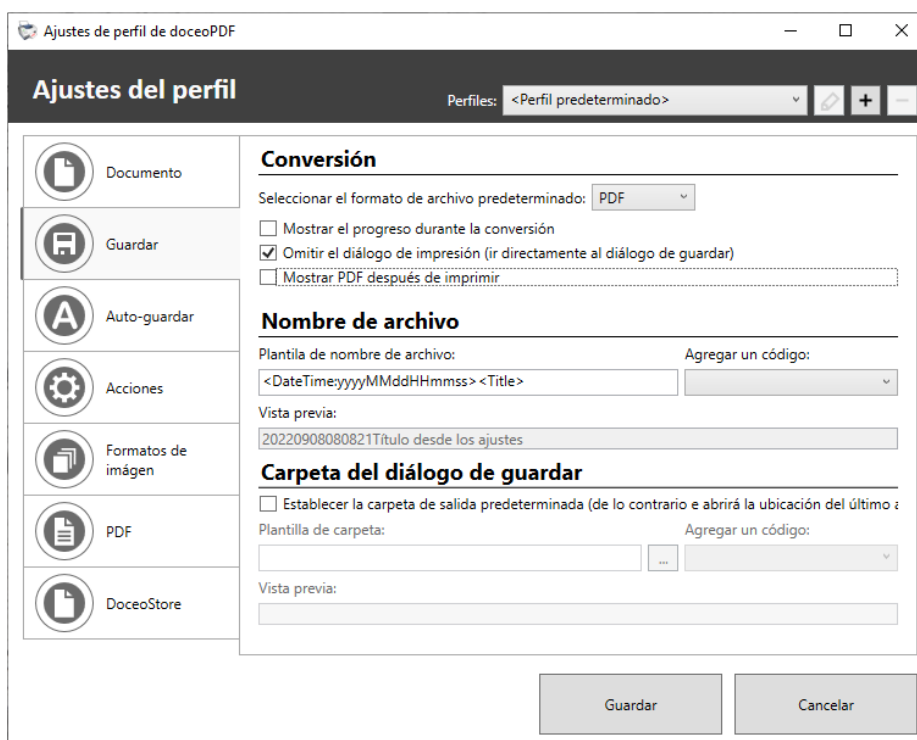 Ajustes de perfil de doceoPDF
Ajustes del perfil
Perfiles: <Perfil predeterminado>
Documento
Guardar
Auto-guardar
Acciones
Formatos de
imágen
PDF
DoceoStore
Conversión
Seleccionar el formato de archivo predeterminado: PDF
Mostrar el progreso durante la conversión
Omitir el diálogo de impresión (ir directamente al diálogo de guardar)
Mostrar PDF después de imprimir
Nombre de archivo
Plantila de nombre de archivo: Agregar un código:
<DateTime:yyyyMMddHHmmss><Title>
Vista previa:
20220908080821Título desde los ajustes
Carpeta del diálogo de guardar
Establecer la carpeta de salida predeterminada (de lo contrario e abrirá la ubicación del último a
Plantilla de carpeta: Agregar un código:
...
Vista previa:
Guardar Cancelar